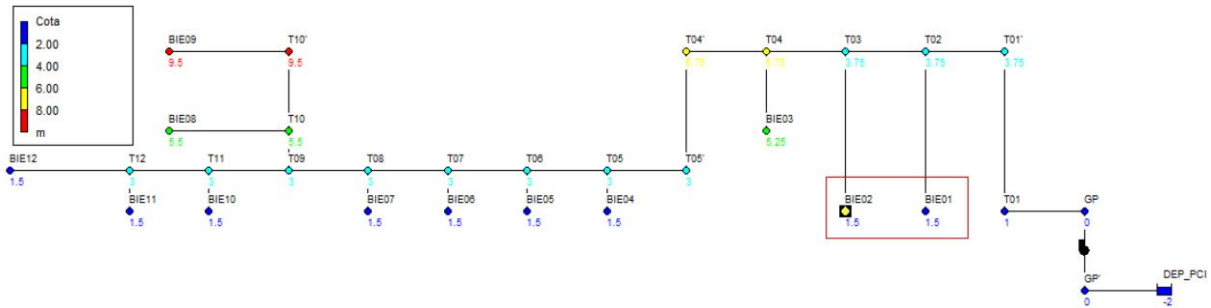 Cota
2.00
4.00
6.00
8.00
m
BIE09 T10' T04' T04 T03 T02 T01'
9.5 9.5 6.75 6.75 3.75 3.75 3.75
BIE08 T10 BIE03
5.5 5.5 5.25
BIE12 T12 T11 T09 T08 T07 T06 T05 T05'
1.5 3 3 3 3 3 3 3 3
BIE11 BIE10 BIE07 BIE06 BIE05 BIE04 BIE02 BIE01 T01 GP
1.5 1.5 1.5 1.5 1.5 1.5 1.5 1.5 1 0
GP' DEP_PCI
0 -2